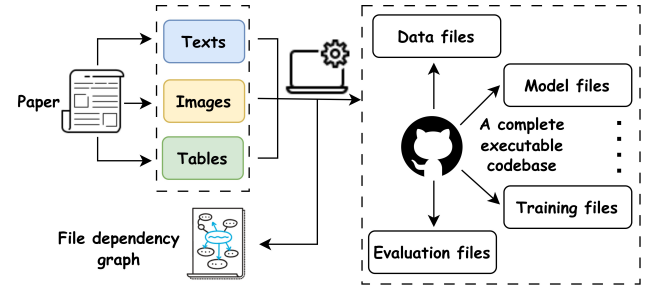 Paper
Texts
Images
Tables
File dependency
graph
Data files
Model files
A complete
executable
codebase
Training files
Evaluation files